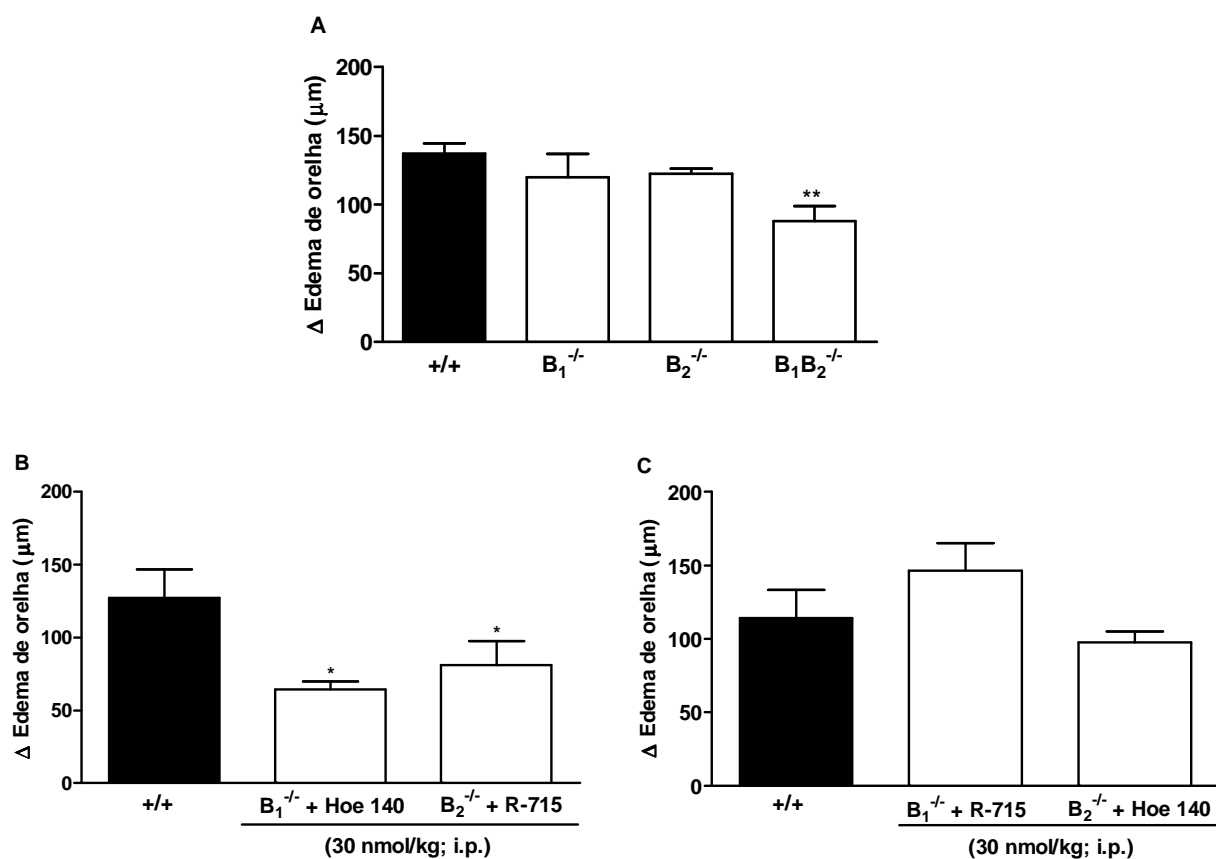 A
Δ Edema de orelha (μm)
200
150
100
50
0
**
+/+ B₁⁻/⁻ B₂⁻/⁻ B₁B₂⁻/⁻
B
Δ Edema de orelha (μm)
200
150
100
50
0
* *
+/+ B₁⁻/⁻ + Hoe 140 B₂⁻/⁻ + R-715
(30 nmol/kg; i.p.)
C
Δ Edema de orelha (μm)
200
150
100
50
0
+/+ B₁⁻/⁻ + R-715 B₂⁻/⁻ + Hoe 140
(30 nmol/kg; i.p.)